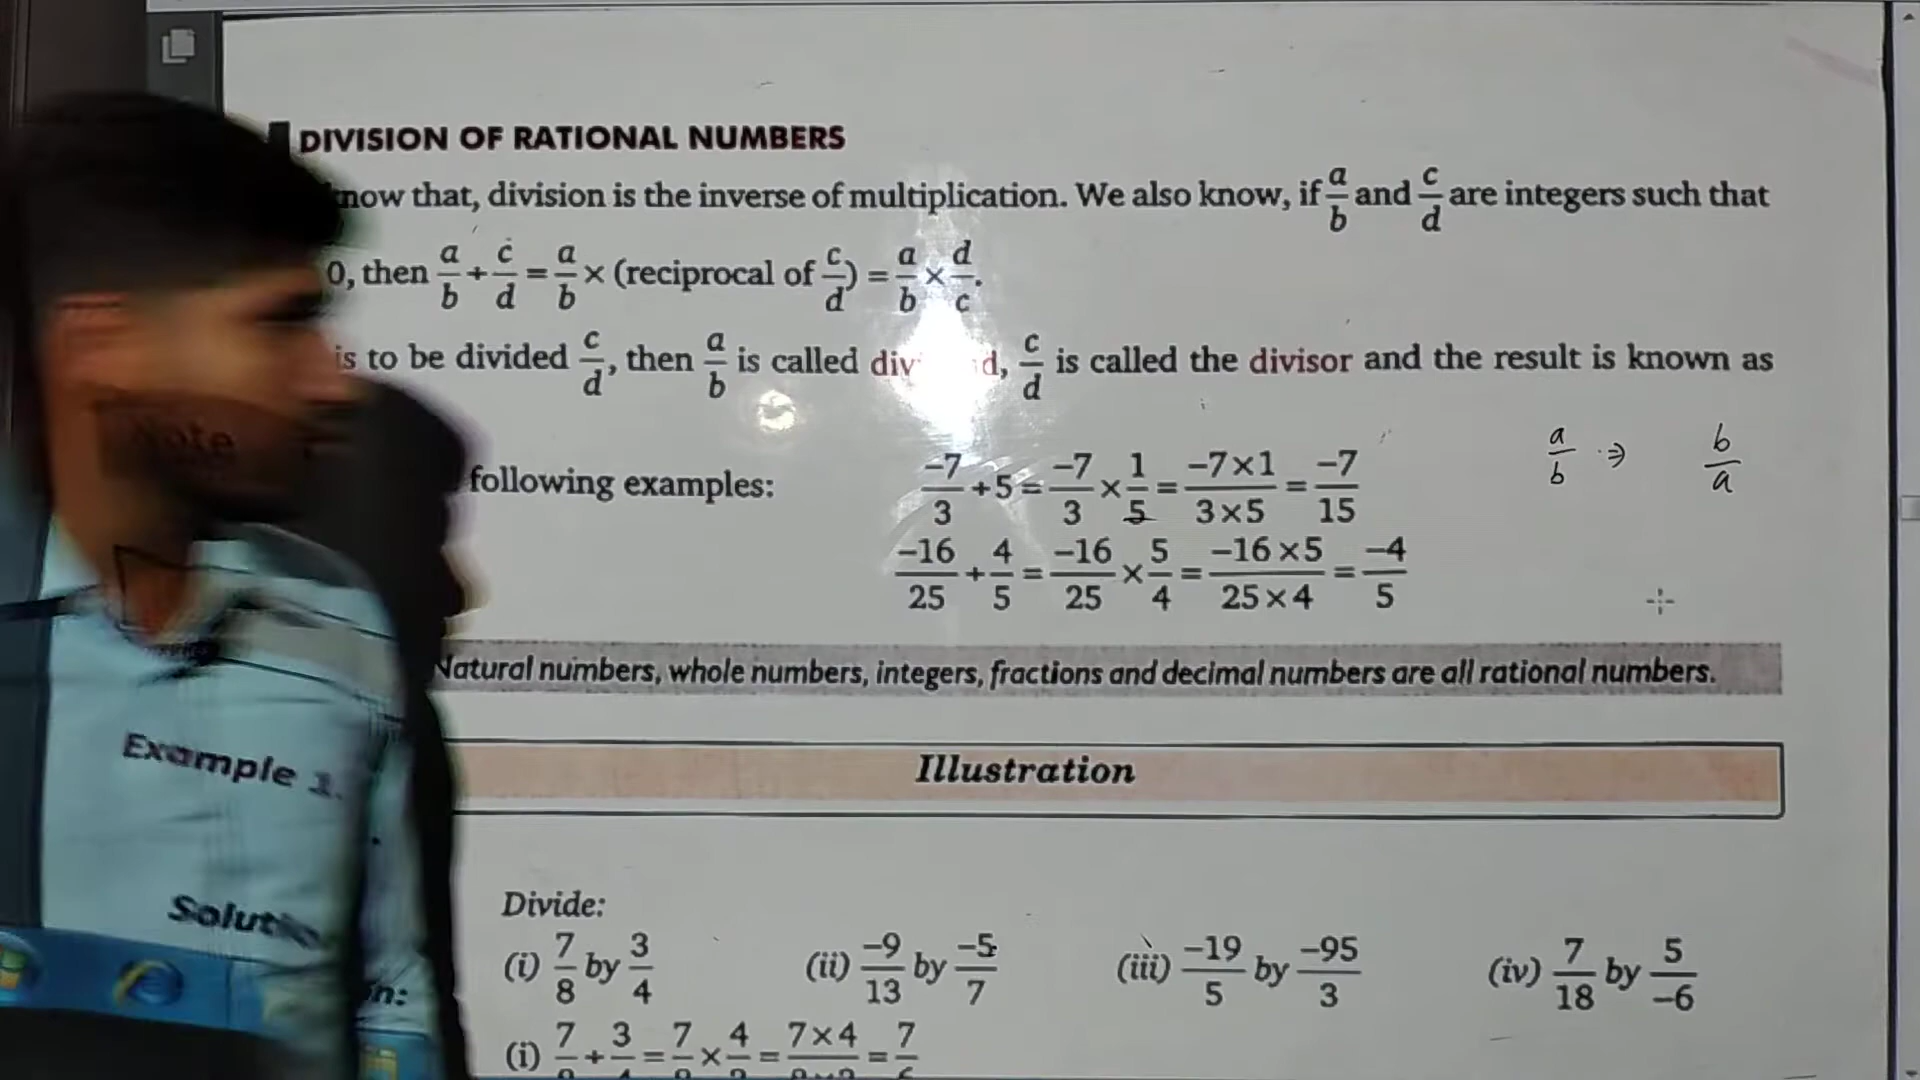 DIVISION OF RATIONAL NUMBERS
now that, division is the inverse of multiplication. We also know, if a/b and c/d are integers such that
0, then a/b + c/d = a/b × (reciprocal of c/d) = a/b × d/c.
is to be divided c/d, then a/b is called div d, c/d is called the divisor and the result is known as
Note
following examples: -7/3 + 5 = -7/3 × 1/5 = -7×1/3×5 = -7/15
a/b ⇒ b/a
-16/25 + 4/5 = -16/25 × 5/4 = -16×5/25×4 = -4/5
Natural numbers, whole numbers, integers, fractions and decimal numbers are all rational numbers.
Illustration
Example 1.
Divide:
(i) 7/8 by 3/4 (ii) -9/13 by -5/7 (iii) -19/5 by -95/3 (iv) 7/18 by 5/-6
Solution:
(i) 7/8 + 3/4 = 7/8 × 4/3 = 7×4/8×3 = 7/6